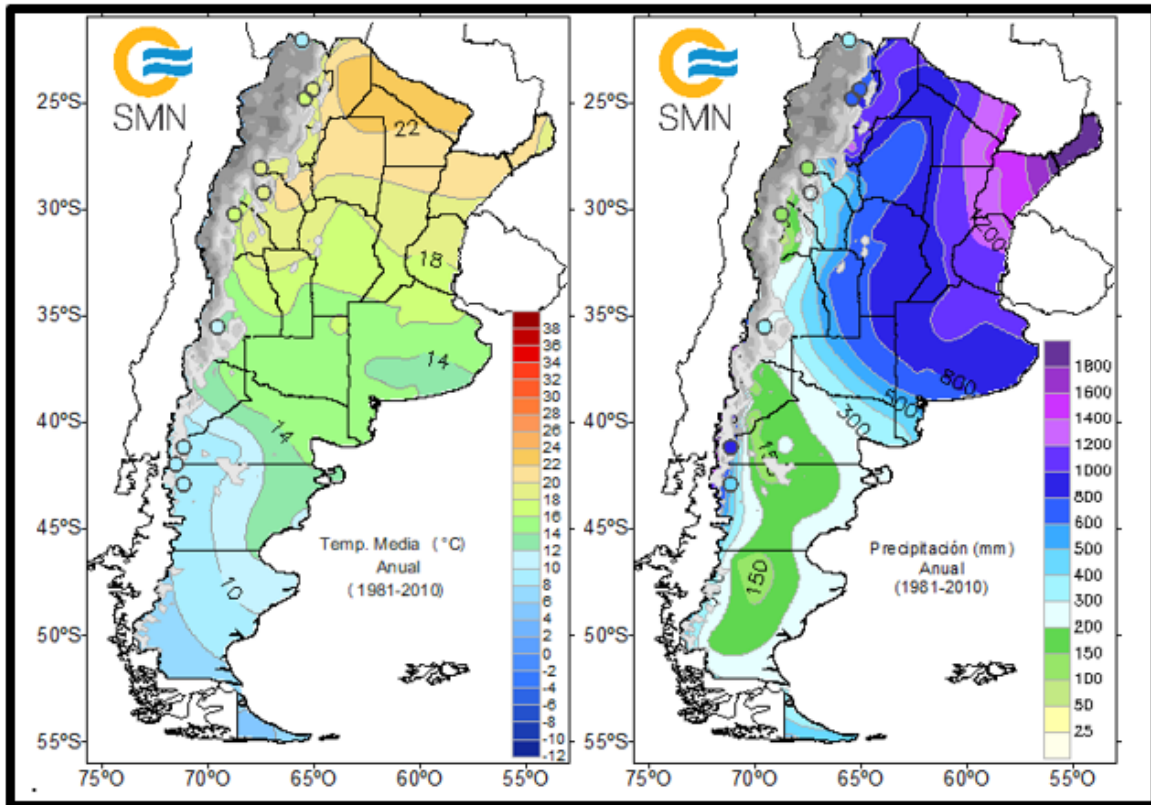 SMN
25ºS
30ºS
35ºS
40ºS
45ºS
50ºS
55ºS
75ºO
70ºO
65ºO
60ºO
55ºO
22
18
14
14
10
Temp. Media (°C)
Anual
(1981-2010)
38
36
34
32
30
28
26
24
22
20
18
16
14
12
10
8
6
4
2
0
-2
-4
-6
-8
-10
-12
SMN
25ºS
30ºS
35ºS
40ºS
45ºS
50ºS
55ºS
75ºO
70ºO
65ºO
60ºO
55ºO
800
500
300
150
Precipitación (mm)
Anual
(1981-2010)
1800
1600
1400
1200
1000
800
600
500
400
300
200
150
100
50
25